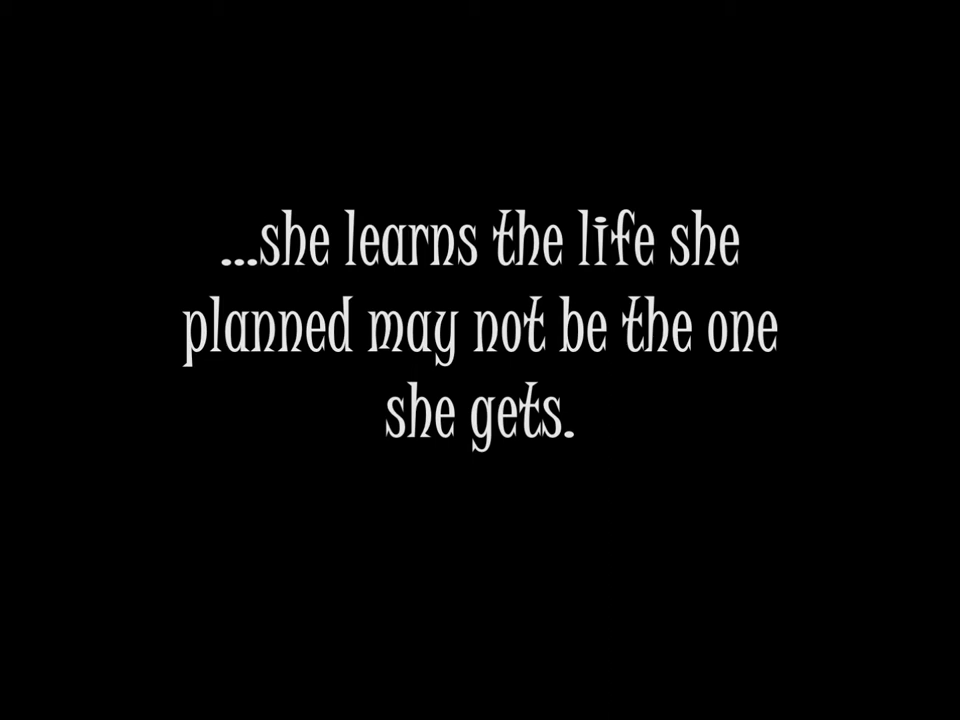 ...she learns the life she
planned may not be the one
she gets.